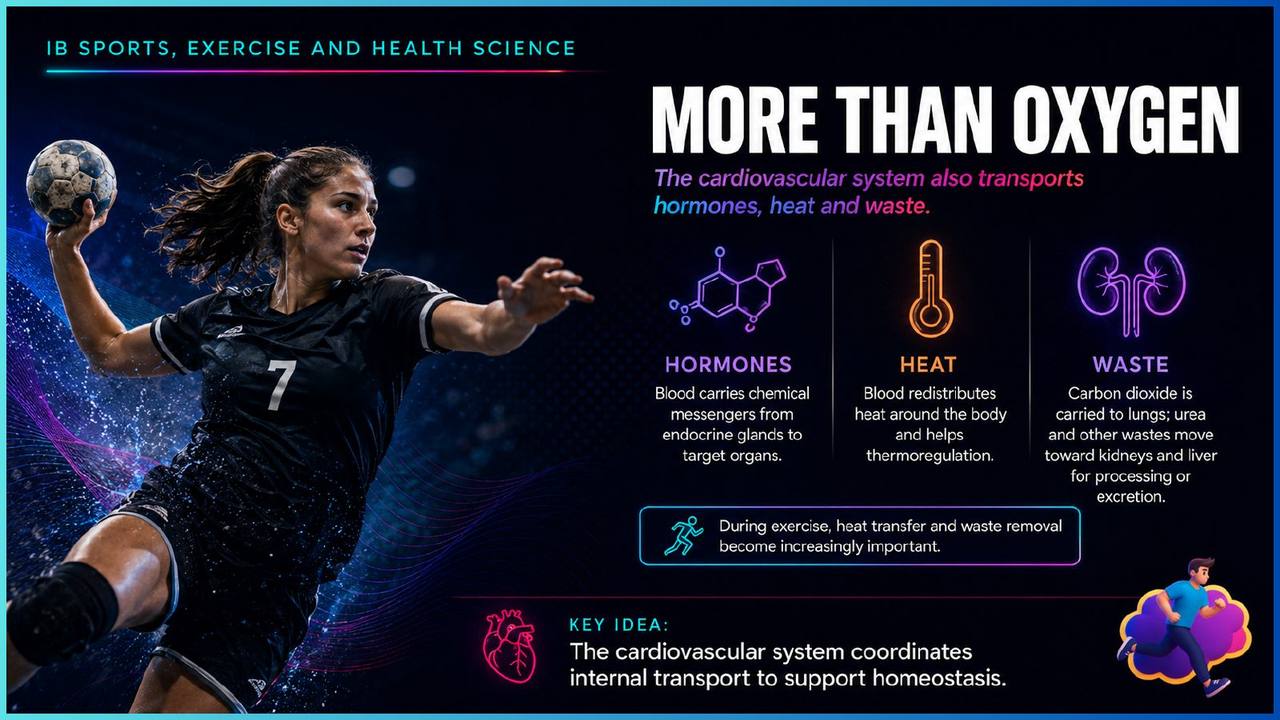 IB SPORTS, EXERCISE AND HEALTH SCIENCE
MORE THAN OXYGEN
The cardiovascular system also transports
hormones, heat and waste.
HORMONES
Blood carries chemical
messengers from
endocrine glands to
target organs.
HEAT
Blood redistributes
heat around the body
and helps
thermoregulation.
WASTE
Carbon dioxide is
carried to lungs; urea
and other wastes move
toward kidneys and liver
for processing or
excretion.
7
During exercise, heat transfer and waste removal
become increasingly important.
KEY IDEA:
The cardiovascular system coordinates
internal transport to support homeostasis.